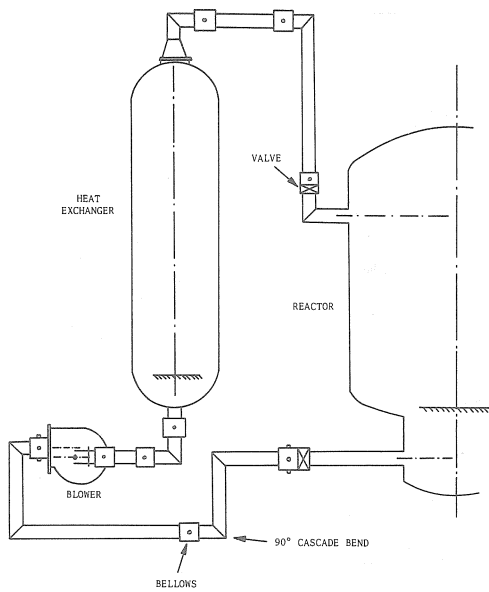 VALVE
HEAT
EXCHANGER
REACTOR
BLOWER
90° CASCADE BEND
BELLOWS